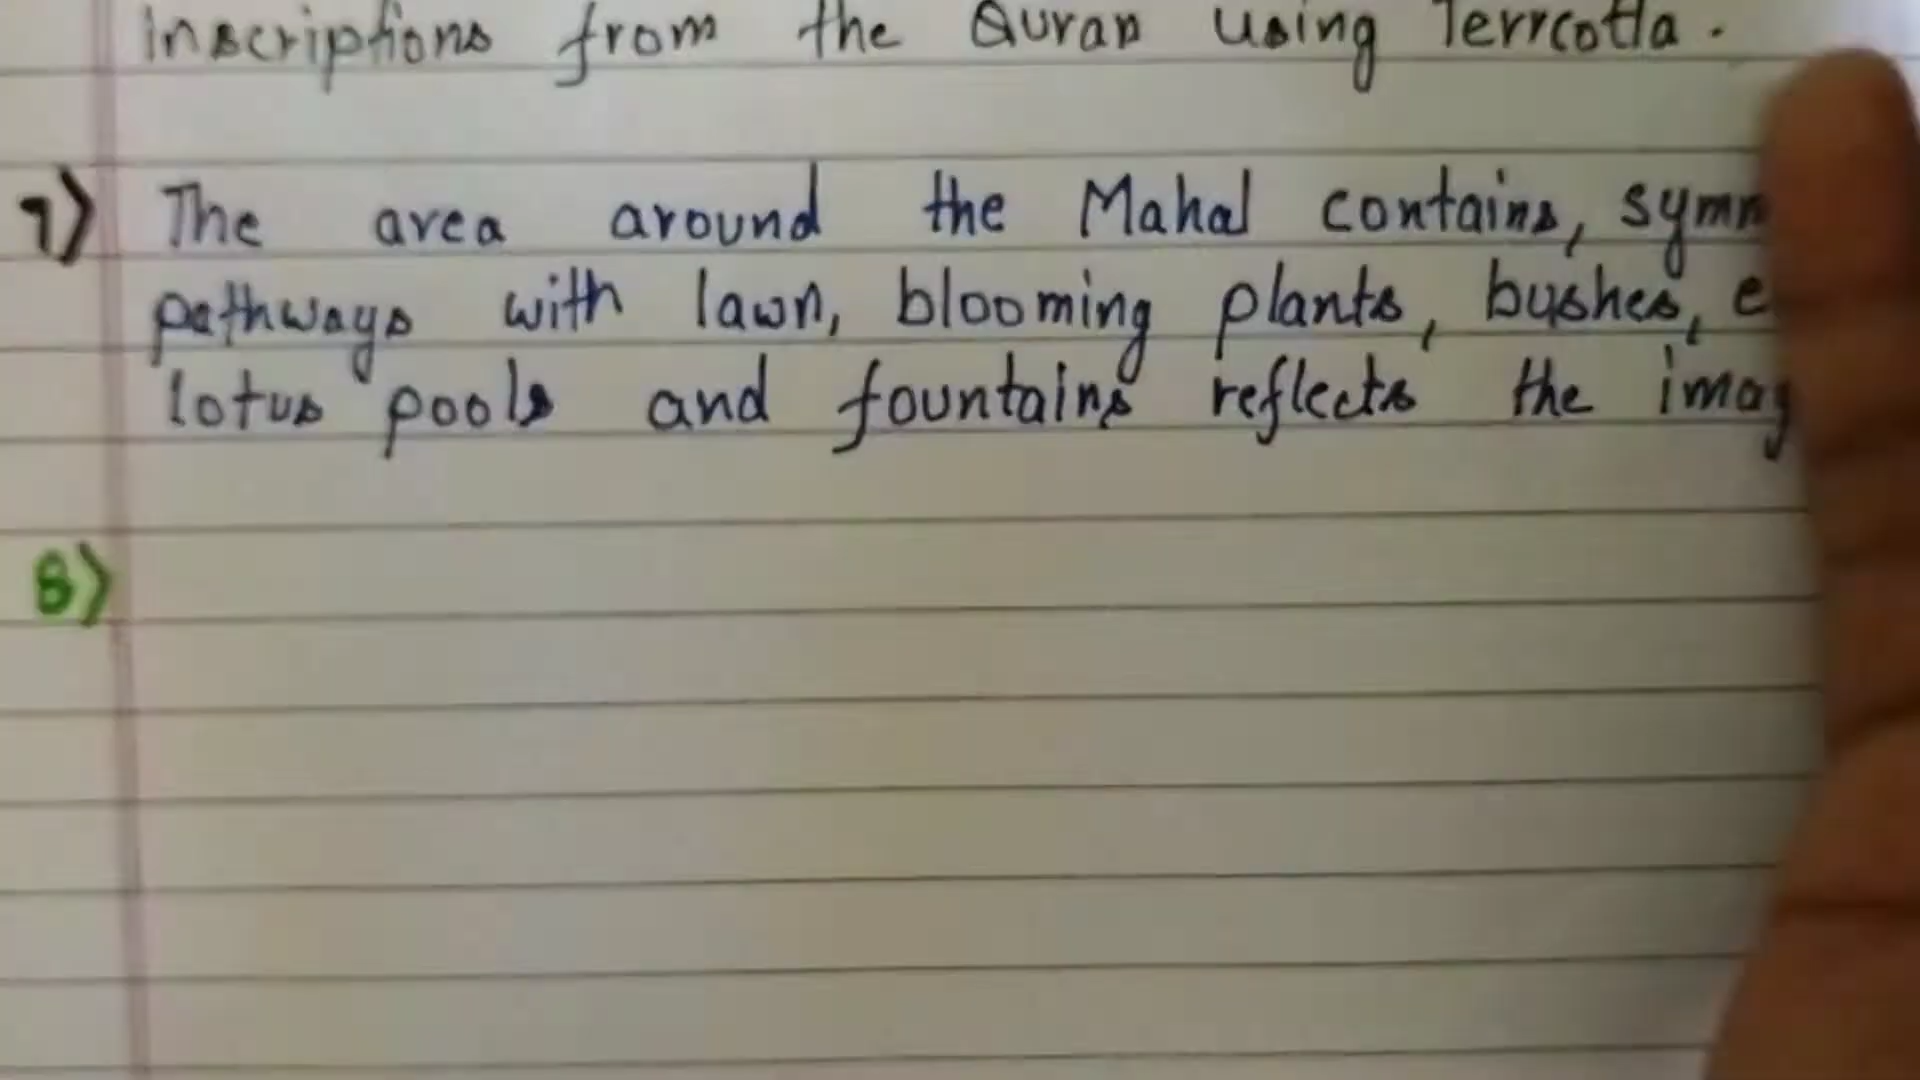 inscriptions from the Quran using Terrcotta.
7) The area around the Mahal contains,
pathways with lawn, blooming plants, bushes,
lotus pools and fountains reflects the
8)